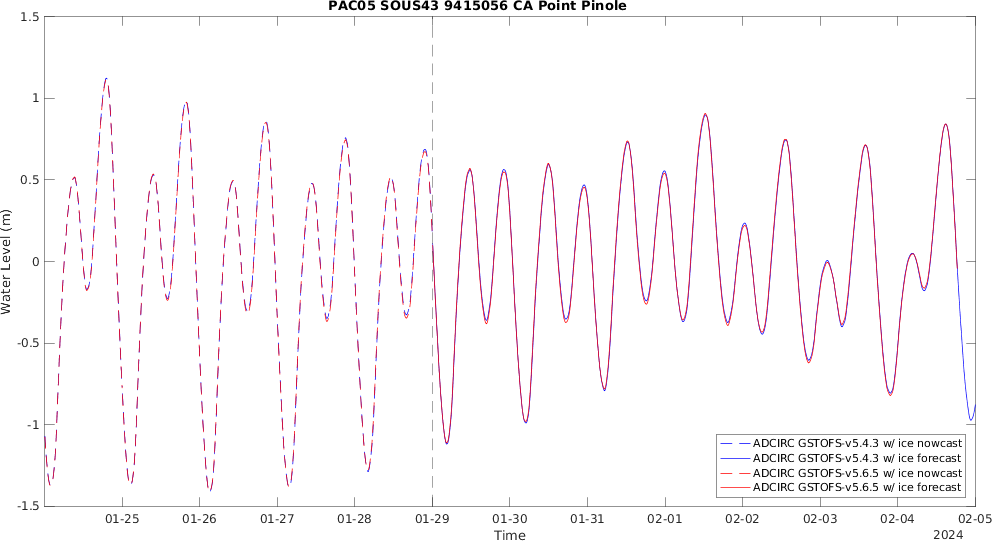 PAC05 SOUS43 9415056 CA Point Pinole
Water Level (m)
1.5
1
0.5
0
-0.5
-1
-1.5
ADCIRC GSTOFS-v5.4.3 w/ ice nowcast
ADCIRC GSTOFS-v5.4.3 w/ ice forecast
ADCIRC GSTOFS-v5.6.5 w/ ice nowcast
ADCIRC GSTOFS-v5.6.5 w/ ice forecast
01-25 01-26 01-27 01-28 01-29 01-30 01-31 02-01 02-02 02-03 02-04 02-05
Time
2024